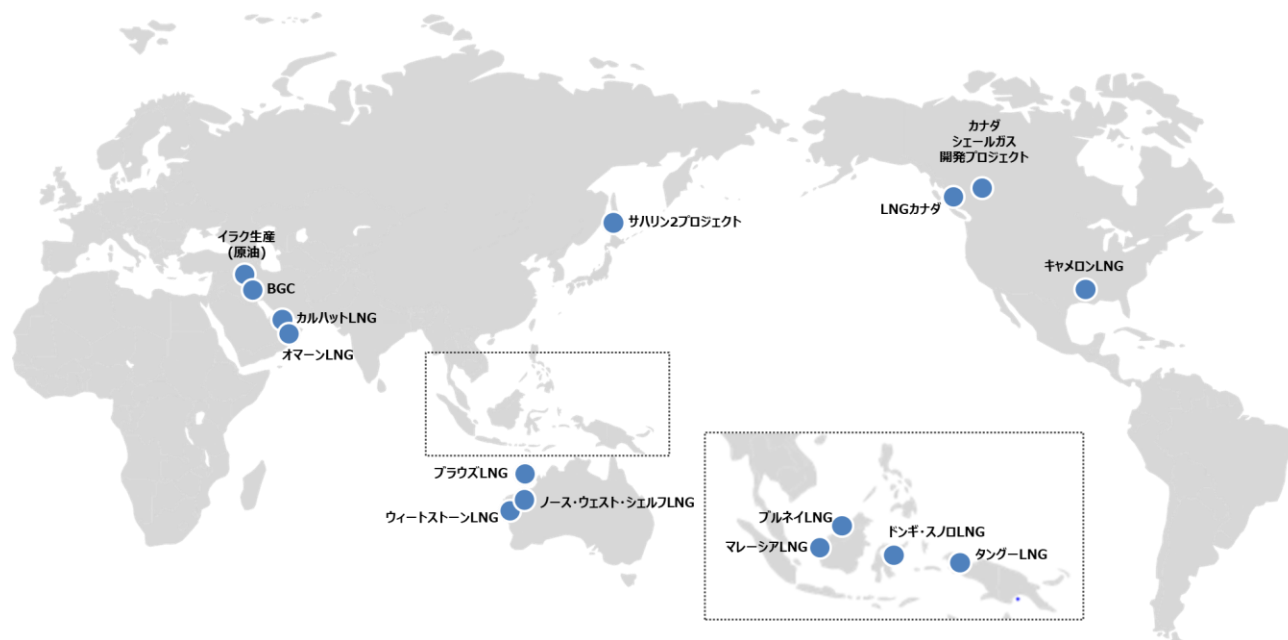 カナダ
シェールガス
開発プロジェクト
LNGカナダ
サハリン2プロジェクト
イラク生産
(原油)
キャメロンLNG
BGC
カルハットLNG
オマーンLNG
ブラウズLNG
ノース・ウェスト・シェルフLNG
ウィートストーンLNG
ブルネイLNG
ドンギ・スノロLNG
マレーシアLNG
タングーLNG